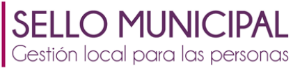 SELLO MUNICIPAL
Gestión local para las personas